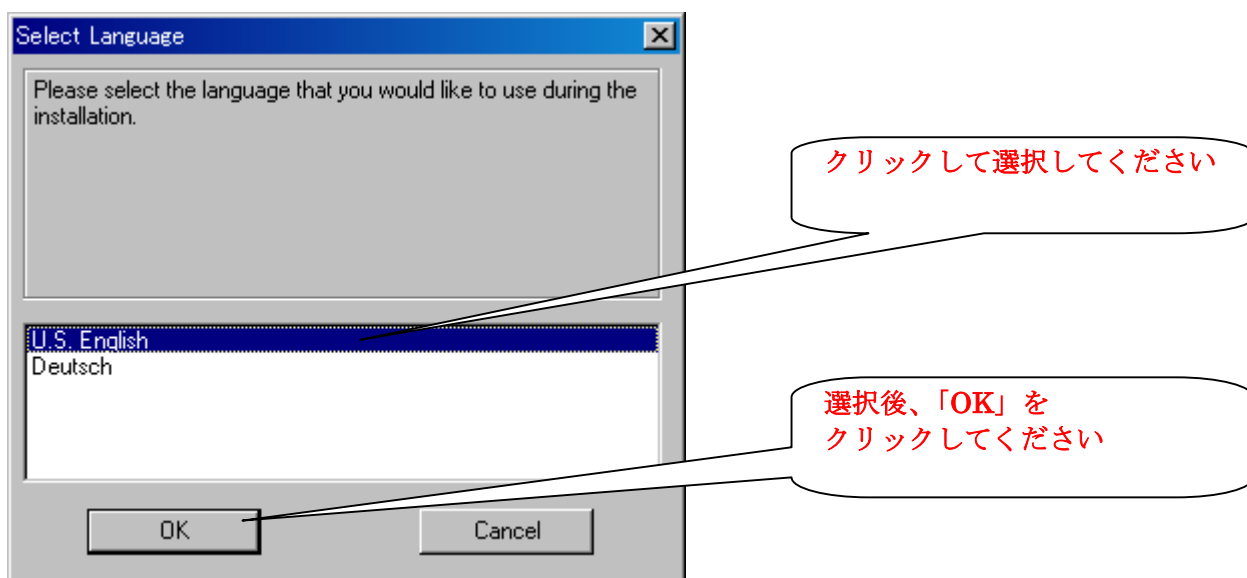 Select Language
Please select the language that you would like to use during the
installation.
クリックして選択してください
U.S. English
Deutsch
選択後、「OK」を
クリックしてください
OK
Cancel